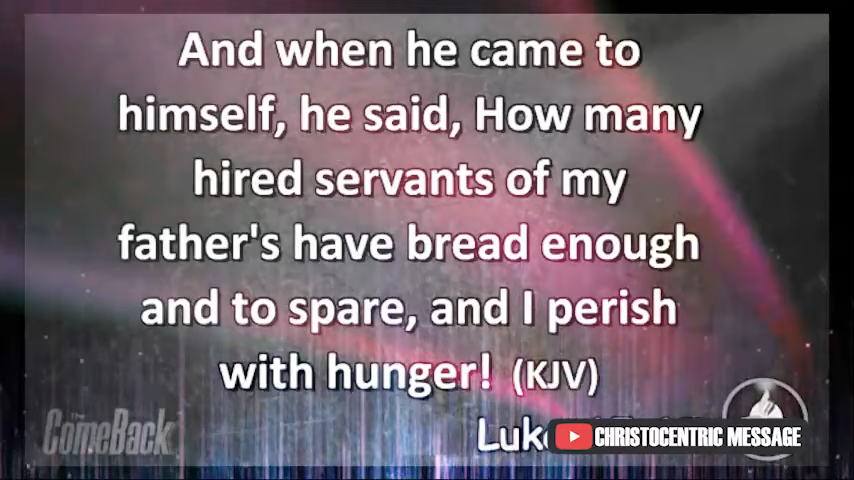 And when he came to
himself, he said, How many
hired servants of my
father's have bread enough
and to spare, and I perish
with hunger! (KJV)
Luke
The
ComeBack
CHRISTOCENTRIC MESSAGE